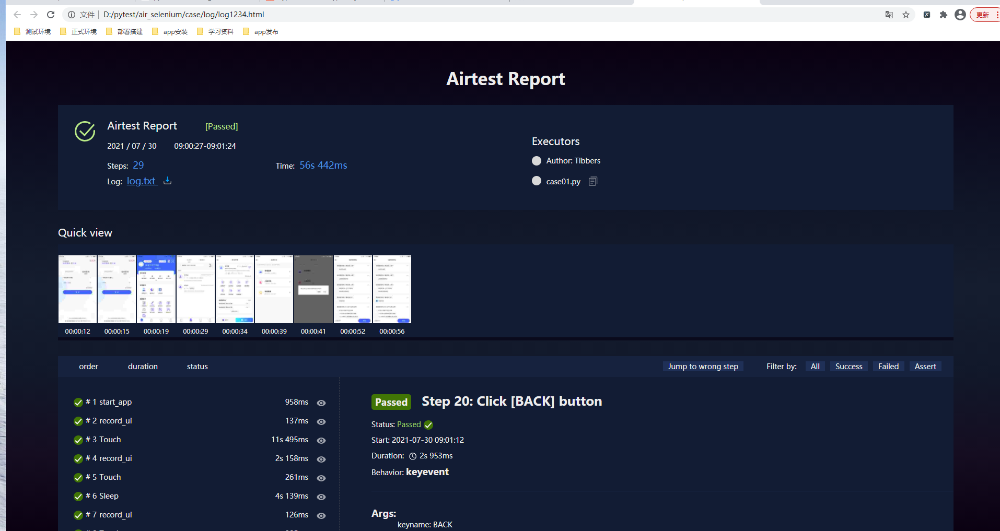 文件 D:/pytest/air_selenium/case/log/log1234.html 更新
测试环境 正式环境 部署搭建 app安装 学习资料 app发布
Airtest Report
Airtest Report [Passed]
2021 / 07 / 30 09:00:27-09:01:24
Steps: 29 Time: 56s 442ms
Log: log.txt
Executors
Author: Tibbers
case01.py
Quick view
00:00:12 00:00:15 00:00:19 00:00:29 00:00:34 00:00:39 00:00:41 00:00:52 00:00:56
order duration status Jump to wrong step Filter by: All Success Failed Assert
# 1 start_app 958ms
# 2 record_ui 137ms
# 3 Touch 11s 495ms
# 4 record_ui 2s 158ms
# 5 Touch 261ms
# 6 Sleep 4s 139ms
# 7 record_ui 126ms
Passed Step 20: Click [BACK] button
Status: Passed
Start: 2021-07-30 09:01:12
Duration: 2s 953ms
Behavior: keyevent
Args:
keyname: BACK